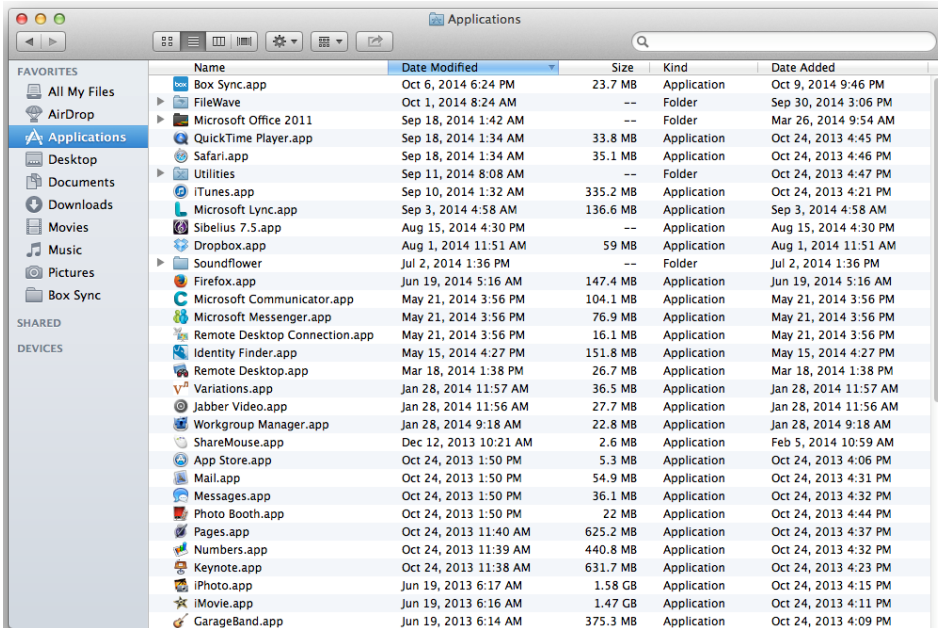 Applications
FAVORITES
All My Files
AirDrop
Applications
Desktop
Documents
Downloads
Movies
Music
Pictures
Box Sync
SHARED
DEVICES
Name Date Modified Size Kind Date Added
box Box Sync.app Oct 6, 2014 6:24 PM 23.7 MB Application Oct 9, 2014 9:46 PM
FileWave Oct 1, 2014 8:24 AM -- Folder Sep 30, 2014 3:06 PM
Microsoft Office 2011 Sep 18, 2014 1:42 AM -- Folder Mar 26, 2014 9:54 AM
QuickTime Player.app Sep 18, 2014 1:34 AM 33.8 MB Application Oct 24, 2013 4:45 PM
Safari.app Sep 18, 2014 1:34 AM 35.1 MB Application Oct 24, 2013 4:46 PM
Utilities Sep 11, 2014 8:08 AM -- Folder Oct 24, 2013 4:47 PM
iTunes.app Sep 10, 2014 1:32 AM 335.2 MB Application Oct 24, 2013 4:21 PM
Microsoft Lync.app Sep 3, 2014 4:58 AM 136.6 MB Application Sep 3, 2014 4:58 AM
Sibelius 7.5.app Aug 15, 2014 4:30 PM -- Application Aug 15, 2014 4:30 PM
Dropbox.app Aug 1, 2014 11:51 AM 59 MB Application Aug 1, 2014 11:51 AM
Soundflower Jul 2, 2014 1:36 PM -- Folder Jul 2, 2014 1:36 PM
Firefox.app Jun 19, 2014 5:16 AM 147.4 MB Application Jun 19, 2014 5:16 AM
Microsoft Communicator.app May 21, 2014 3:56 PM 104.1 MB Application May 21, 2014 3:56 PM
Microsoft Messenger.app May 21, 2014 3:56 PM 76.9 MB Application May 21, 2014 3:56 PM
Remote Desktop Connection.app May 21, 2014 3:56 PM 16.1 MB Application May 21, 2014 3:56 PM
Identity Finder.app May 15, 2014 4:27 PM 151.8 MB Application May 15, 2014 4:27 PM
Remote Desktop.app Mar 18, 2014 1:38 PM 26.7 MB Application Mar 18, 2014 1:38 PM
Variations.app Jan 28, 2014 11:57 AM 36.5 MB Application Jan 28, 2014 11:57 AM
Jabber Video.app Jan 28, 2014 11:56 AM 27.7 MB Application Jan 28, 2014 11:56 AM
Workgroup Manager.app Jan 28, 2014 9:18 AM 22.8 MB Application Jan 28, 2014 9:18 AM
ShareMouse.app Dec 12, 2013 10:21 AM 2.6 MB Application Feb 5, 2014 10:59 AM
App Store.app Oct 24, 2013 1:50 PM 5.3 MB Application Oct 24, 2013 4:06 PM
Mail.app Oct 24, 2013 1:50 PM 54.9 MB Application Oct 24, 2013 4:31 PM
Messages.app Oct 24, 2013 1:50 PM 36.1 MB Application Oct 24, 2013 4:32 PM
Photo Booth.app Oct 24, 2013 1:50 PM 22 MB Application Oct 24, 2013 4:44 PM
Pages.app Oct 24, 2013 11:40 AM 625.2 MB Application Oct 24, 2013 4:37 PM
Numbers.app Oct 24, 2013 11:39 AM 440.8 MB Application Oct 24, 2013 4:32 PM
Keynote.app Oct 24, 2013 11:38 AM 631.7 MB Application Oct 24, 2013 4:23 PM
iPhoto.app Jun 19, 2013 6:17 AM 1.58 GB Application Oct 24, 2013 4:15 PM
iMovie.app Jun 19, 2013 6:16 AM 1.47 GB Application Oct 24, 2013 4:11 PM
GarageBand.app Jun 19, 2013 6:14 AM 375.3 MB Application Oct 24, 2013 4:09 PM